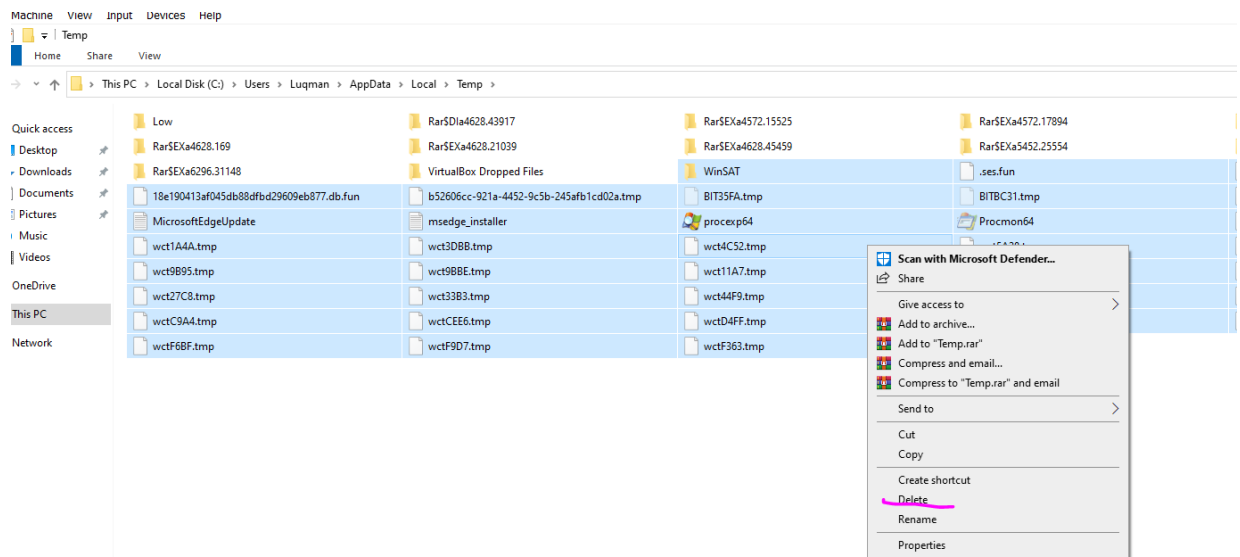 Machine View Input Devices Help
Temp
Home Share View
This PC > Local Disk (C:) > Users > Luqman > AppData > Local > Temp >
Quick access
Desktop
Downloads
Documents
Pictures
Music
Videos
OneDrive
This PC
Network
Low Rar$DIa4628.43917 Rar$EXa4572.15525 Rar$EXa4572.17894
Rar$EXa4628.169 Rar$EXa4628.21039 Rar$EXa4628.45459 Rar$EXa5452.25554
Rar$EXa6296.31148 VirtualBox Dropped Files WinSAT .ses.fun
18e190413af045db88dfbd29609eb877.db.fun b52606cc-921a-4452-9c5b-245afb1cd02a.tmp BIT35FA.tmp BITBC31.tmp
MicrosoftEdgeUpdate msedge_installer procexp64 Procmon64
wct1A4A.tmp wct3DBB.tmp wct4C52.tmp
wct9B95.tmp wct9BBE.tmp wct11A7.tmp
wct27C8.tmp wct33B3.tmp wct44F9.tmp
wctC9A4.tmp wctCEE6.tmp wctD4FF.tmp
wctF6BF.tmp wctF9D7.tmp wctF363.tmp
Scan with Microsoft Defender...
Share
Give access to
Add to archive...
Add to "Temp.rar"
Compress and email...
Compress to "Temp.rar" and email
Send to
Cut
Copy
Create shortcut
Delete
Rename
Properties